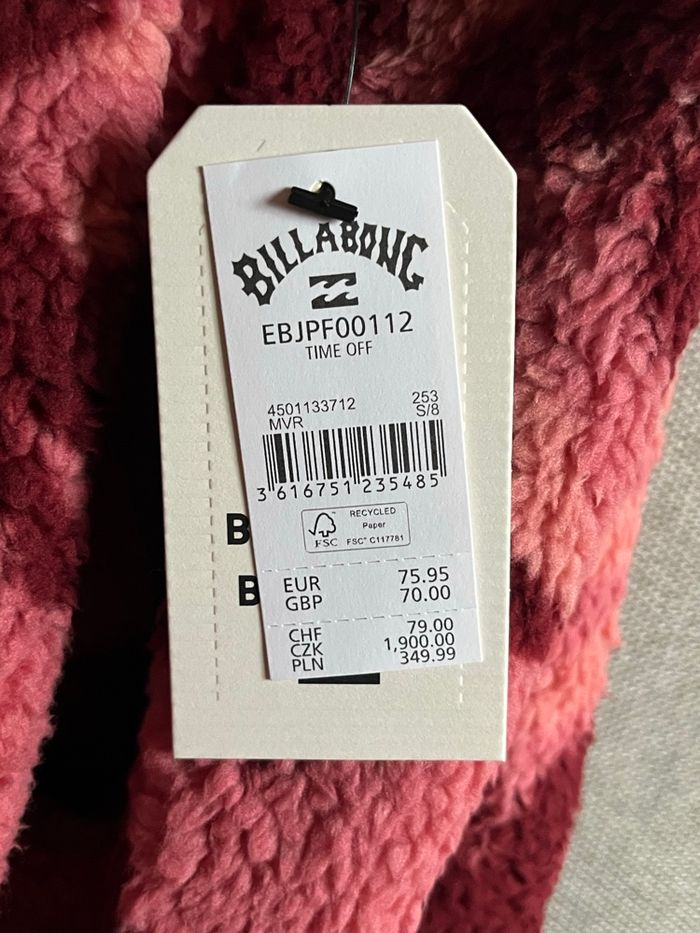 BILLABONG
EBJPF00112
TIME OFF
4501133712 253
MVR S/8
3 616751 235485
RECYCLED
Paper
FSC FSC® C117781
EUR 75.95
GBP 70.00
CHF 79.00
CZK 1,900.00
PLN 349.99
B
B